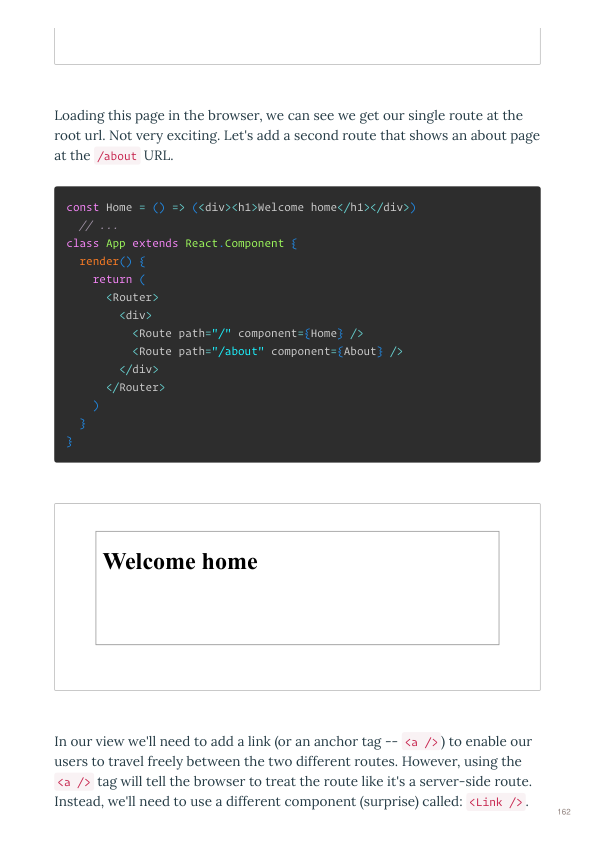 Loading this page in the browser, we can see we get our single route at the
root url. Not very exciting. Let's add a second route that shows an about page
at the /about URL.
const Home = () => (<div><h1>Welcome home</h1></div>)
  // ...
class App extends React.Component {
  render() {
    return (
      <Router>
        <div>
          <Route path="/" component={Home} />
          <Route path="/about" component={About} />
        </div>
      </Router>
    )
  }
}
Welcome home
In our view we'll need to add a link (or an anchor tag -- <a />) to enable our
users to travel freely between the two different routes. However, using the
<a /> tag will tell the browser to treat the route like it's a server-side route.
Instead, we'll need to use a different component (surprise) called: <Link />.
162